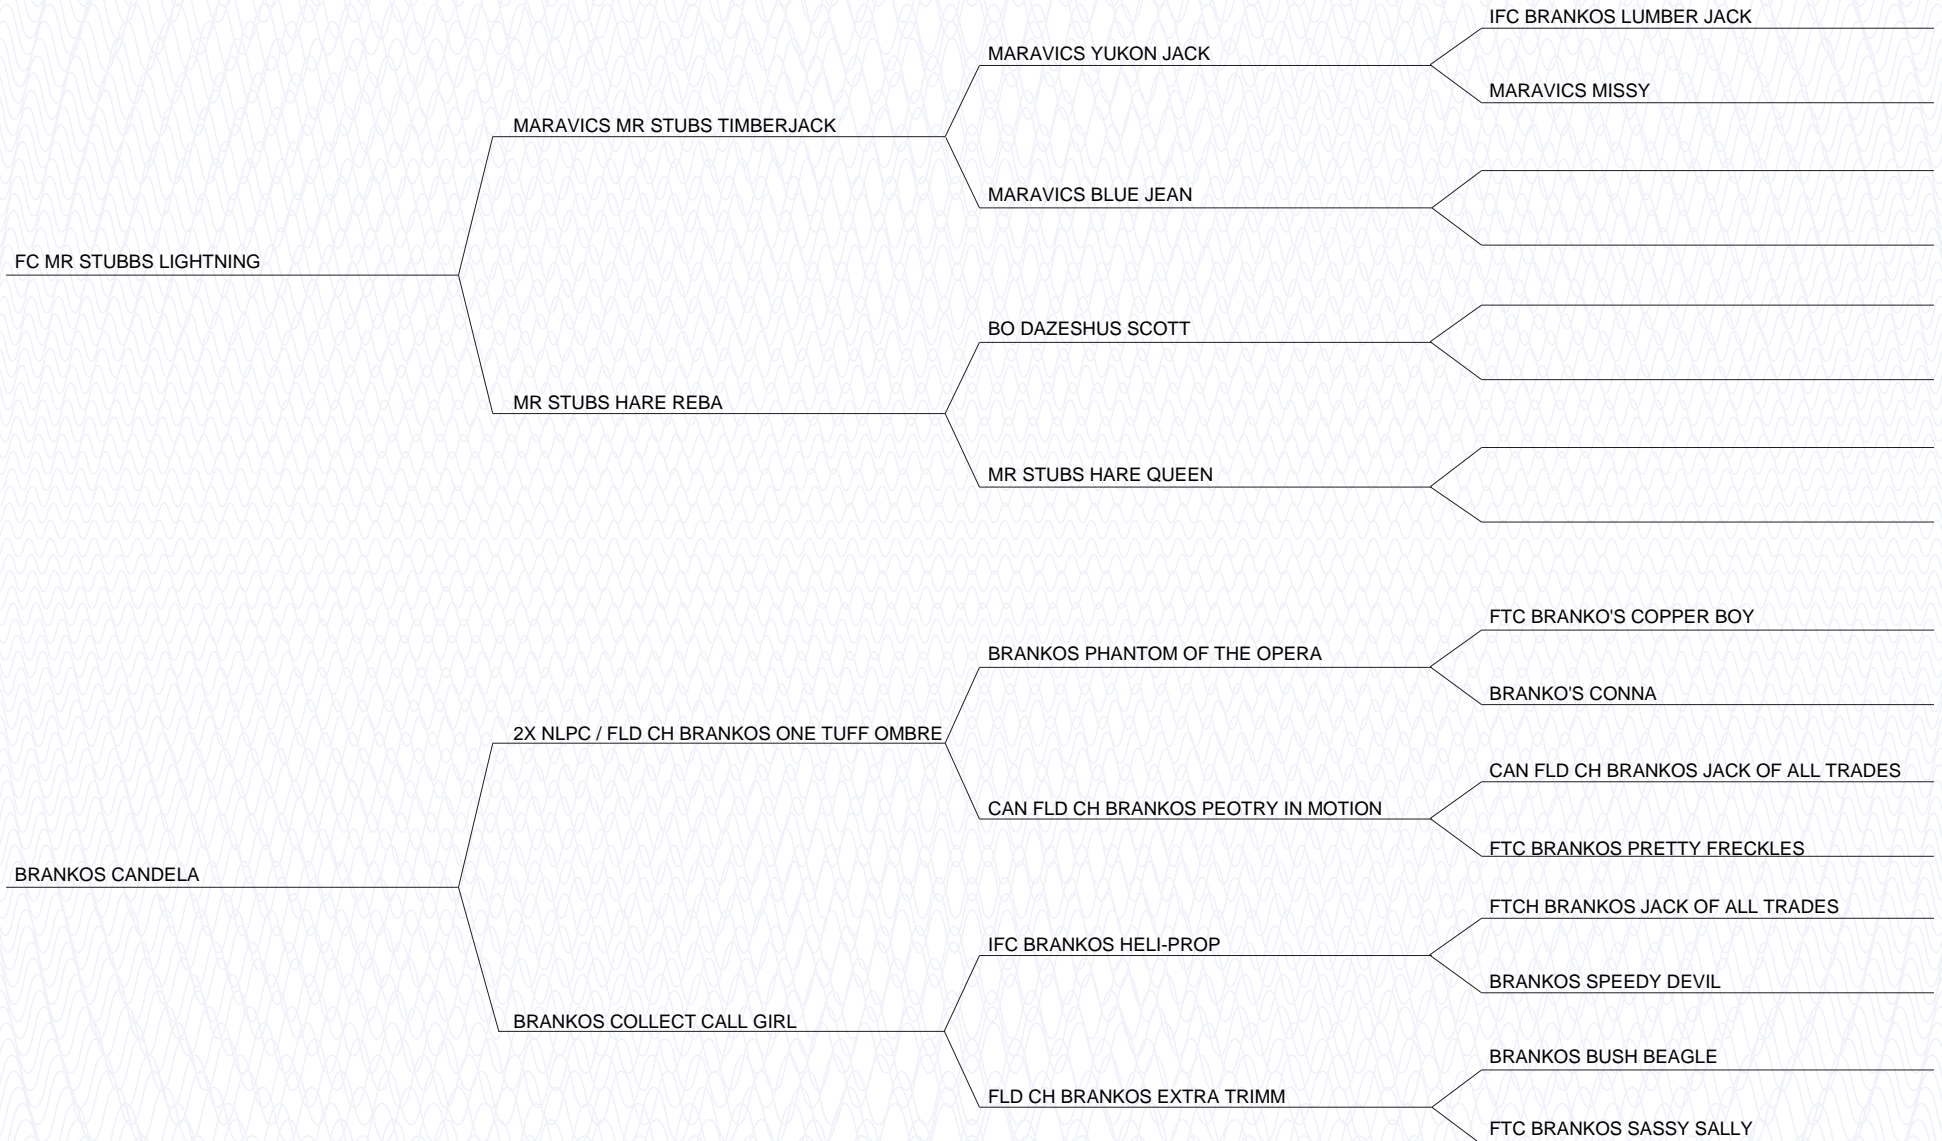 IFC BRANKOS LUMBER JACK
MARAVICS YUKON JACK
MARAVICS MISSY
MARAVICS MR STUBS TIMBERJACK
MARAVICS BLUE JEAN
FC MR STUBBS LIGHTNING
BO DAZESHUS SCOTT
MR STUBS HARE REBA
MR STUBS HARE QUEEN
FTC BRANKO'S COPPER BOY
BRANKOS PHANTOM OF THE OPERA
BRANKO'S CONNA
2X NLPC / FLD CH BRANKOS ONE TUFF OMBRE
CAN FLD CH BRANKOS JACK OF ALL TRADES
CAN FLD CH BRANKOS PEOTRY IN MOTION
FTC BRANKOS PRETTY FRECKLES
BRANKOS CANDELA
FTCH BRANKOS JACK OF ALL TRADES
IFC BRANKOS HELI-PROP
BRANKOS SPEEDY DEVIL
BRANKOS COLLECT CALL GIRL
BRANKOS BUSH BEAGLE
FLD CH BRANKOS EXTRA TRIMM
FTC BRANKOS SASSY SALLY